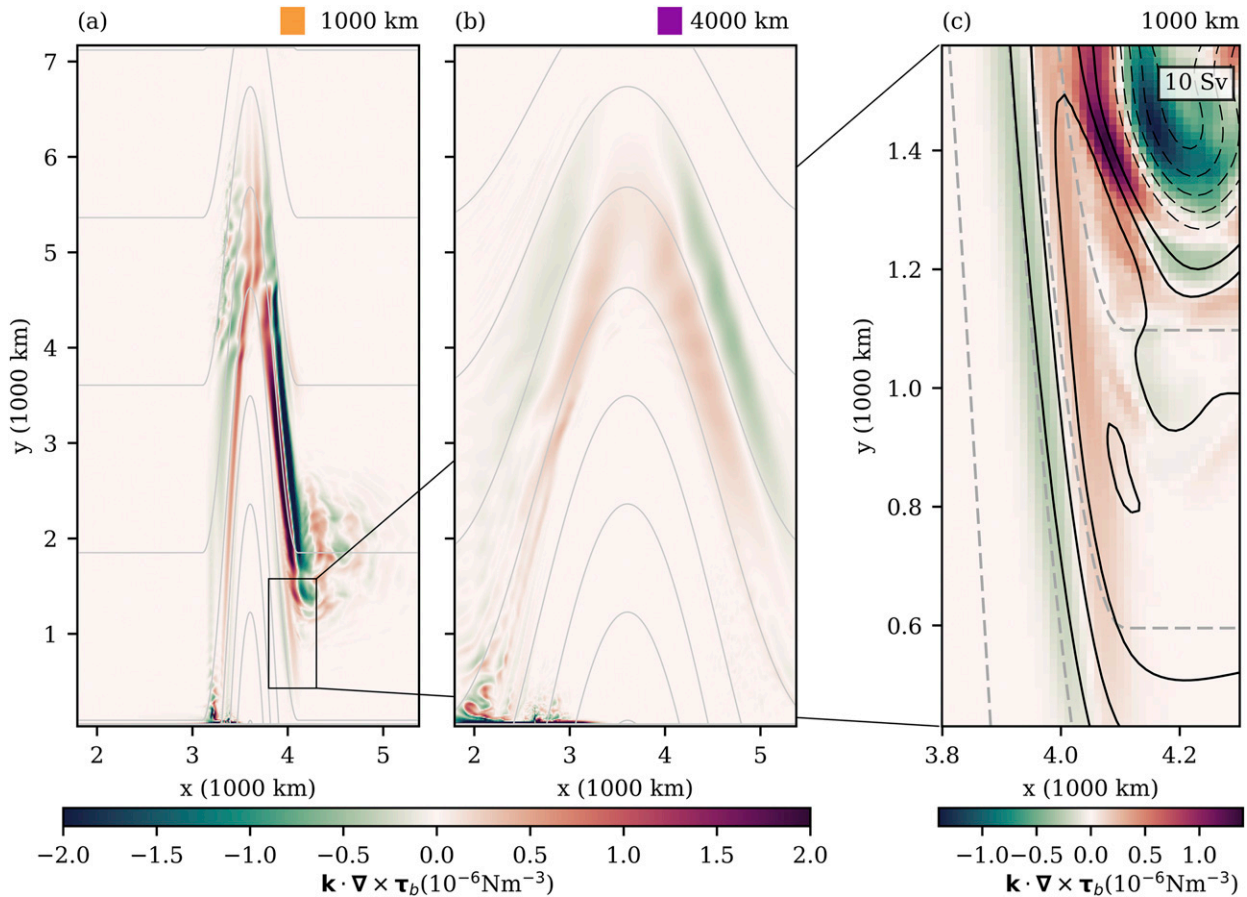 (a)
1000 km
(b)
4000 km
(c)
1000 km
10 Sv
y (1000 km)
7
6
5
4
3
2
1
y (1000 km)
1.4
1.2
1.0
0.8
0.6
2
3
4
5
x (1000 km)
2
3
4
5
x (1000 km)
3.8
4.0
4.2
x (1000 km)
−2.0
−1.5
−1.0
−0.5
0.0
0.5
1.0
1.5
2.0
k · ∇ × τb(10−6Nm−3)
−1.0
−0.5
0.0
0.5
1.0
k · ∇ × τb(10−6Nm−3)